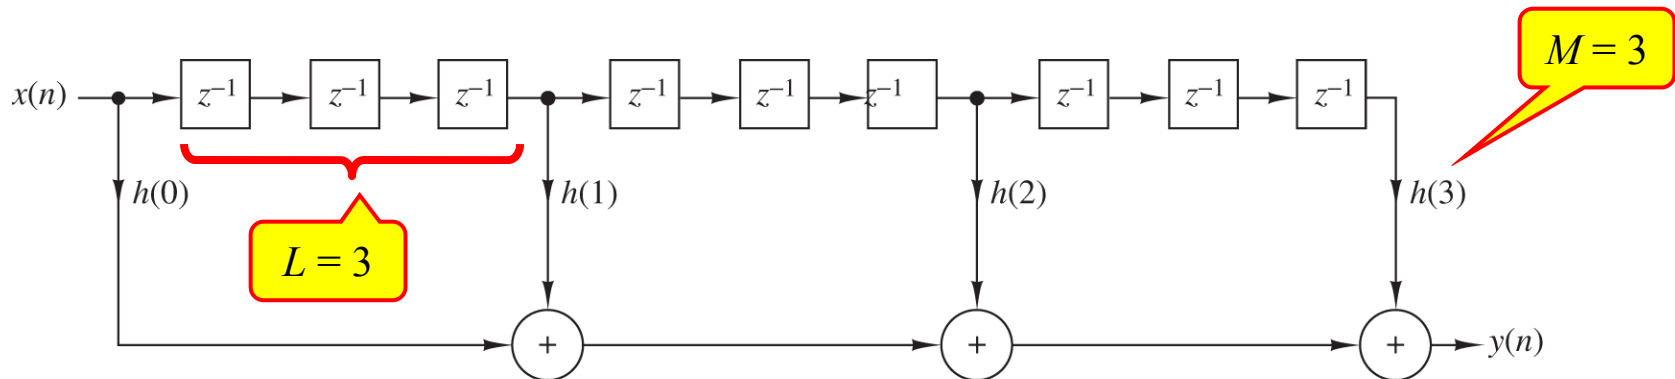 M = 3
x(n) z⁻¹ z⁻¹ z⁻¹ z⁻¹ z⁻¹ z⁻¹ z⁻¹ z⁻¹ z⁻¹
h(0) h(1) h(2) h(3)
L = 3
+ + + y(n)